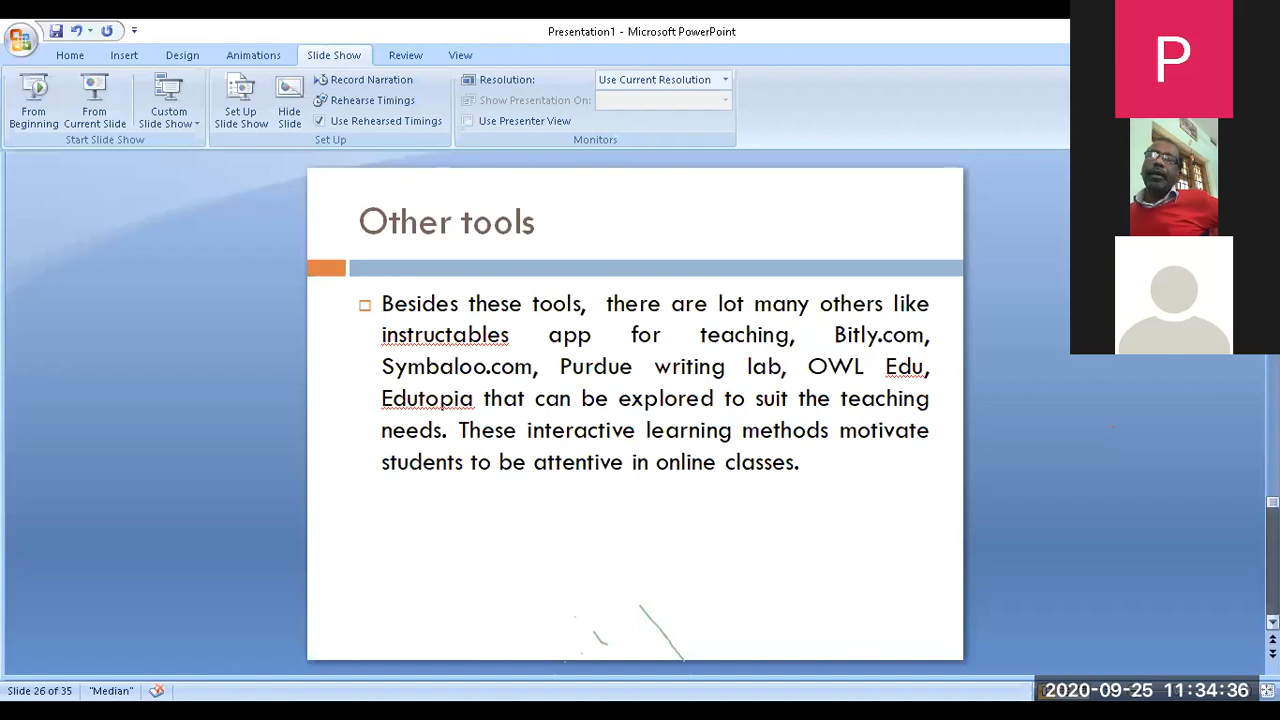 Presentation1 - Microsoft PowerPoint
Home Insert Design Animations Slide Show Review View
From Beginning
From Current Slide
Custom Slide Show
Start Slide Show
Set Up Slide Show
Hide Slide
Record Narration
Rehearse Timings
Use Rehearsed Timings
Set Up
Resolution: Use Current Resolution
Show Presentation On:
Use Presenter View
Monitors
P
Other tools
Besides these tools, there are lot many others like
instructables app for teaching, Bitly.com,
Symbaloo.com, Purdue writing lab, OWL Edu,
Edutopia that can be explored to suit the teaching
needs. These interactive learning methods motivate
students to be attentive in online classes.
Slide 26 of 35 "Median"
2020-09-25 11:34:36